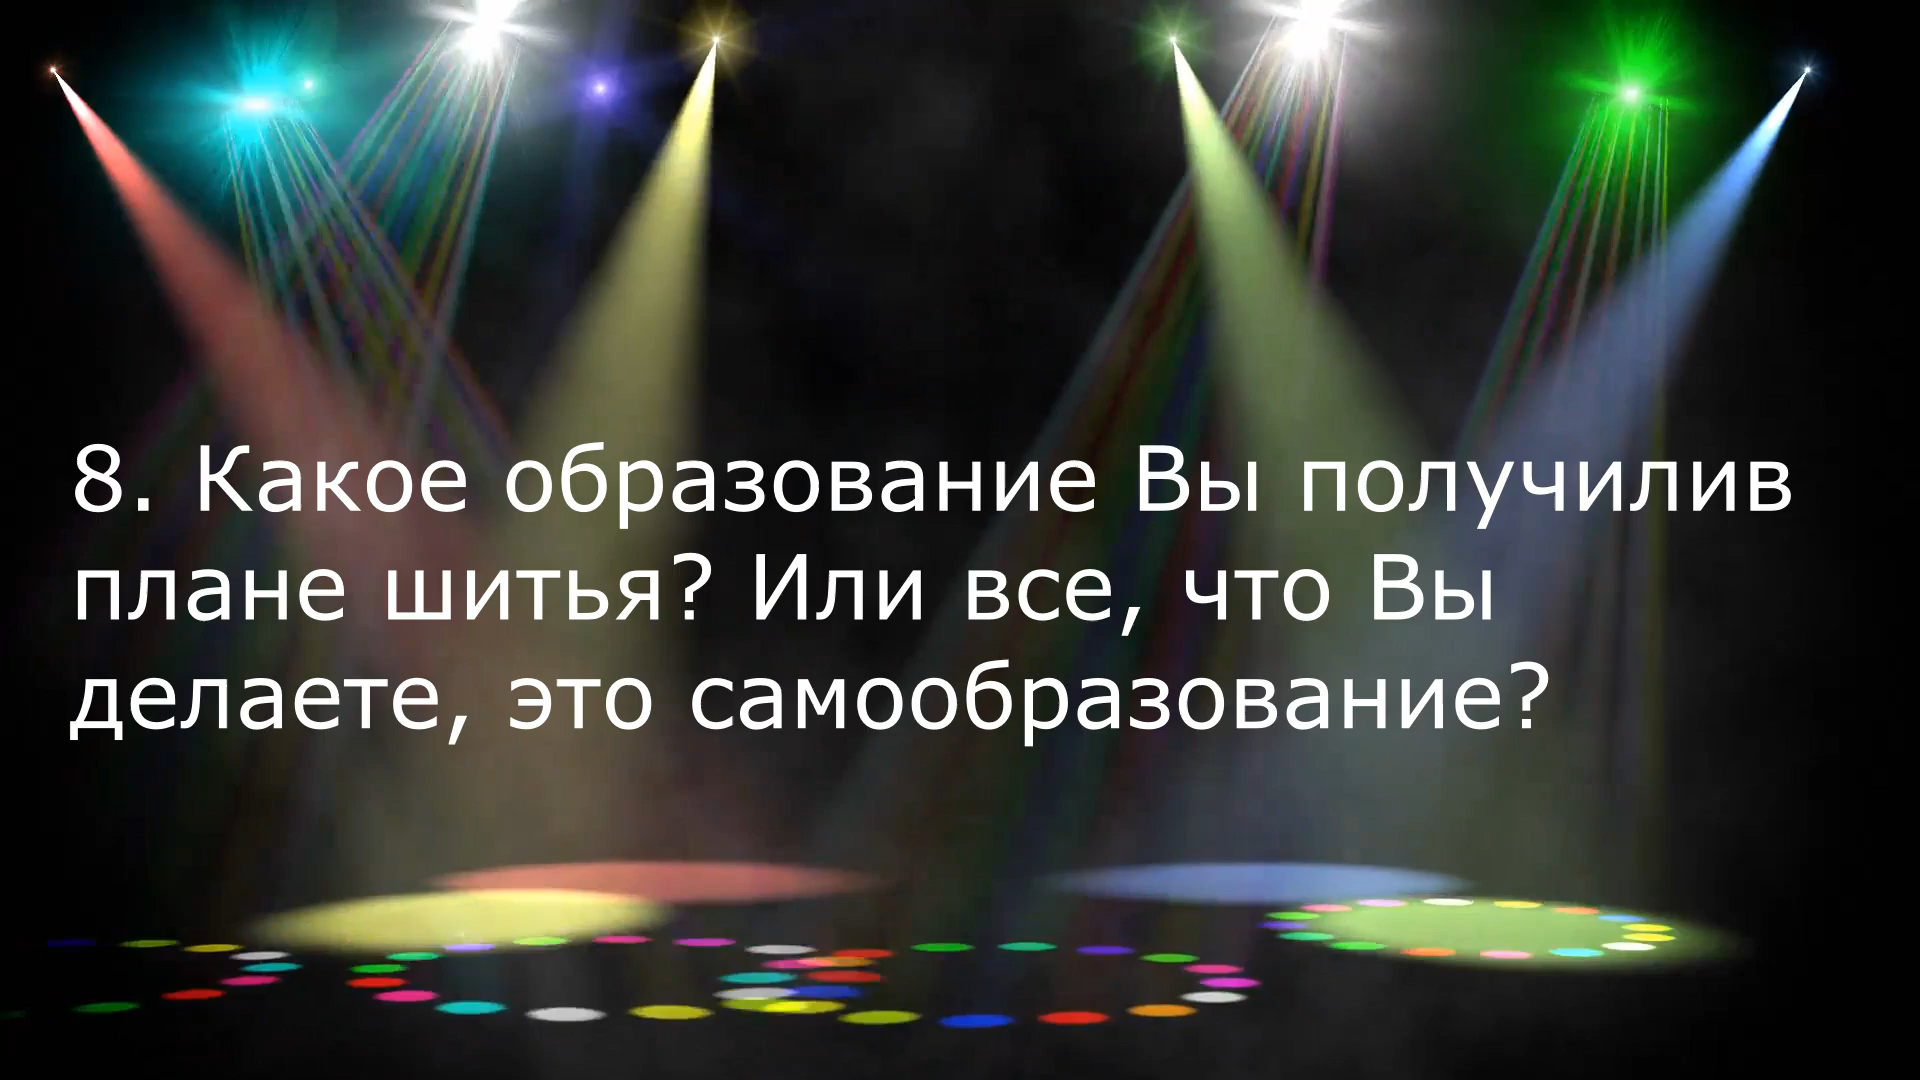 8. Какое образование Вы получилив
плане шитья? Или все, что Вы
делаете, это самообразование?